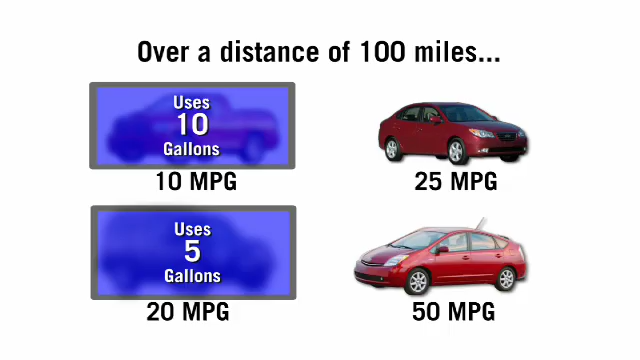 Over a distance of 100 miles...
Uses
10
Gallons
10 MPG
25 MPG
Uses
5
Gallons
20 MPG
50 MPG